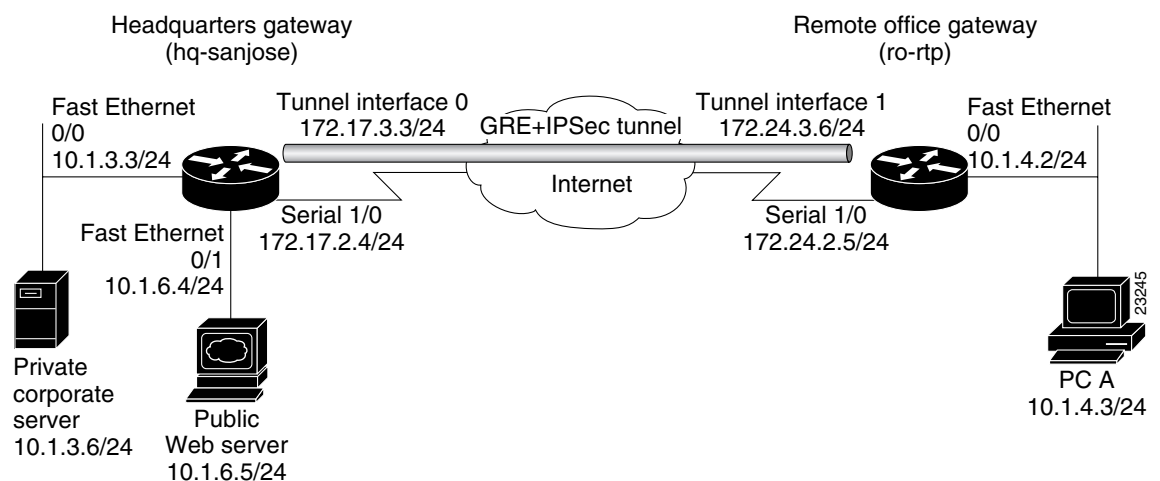 Headquarters gateway
(hq-sanjose)
Remote office gateway
(ro-rtp)
Fast Ethernet
0/0
10.1.3.3/24
Tunnel interface 0
172.17.3.3/24
GRE+IPSec tunnel
Tunnel interface 1
172.24.3.6/24
Fast Ethernet
0/0
10.1.4.2/24
Internet
Serial 1/0
172.17.2.4/24
Serial 1/0
172.24.2.5/24
Fast Ethernet
0/1
10.1.6.4/24
Private
corporate
server
10.1.3.6/24
Public
Web server
10.1.6.5/24
PC A
10.1.4.3/24
23245